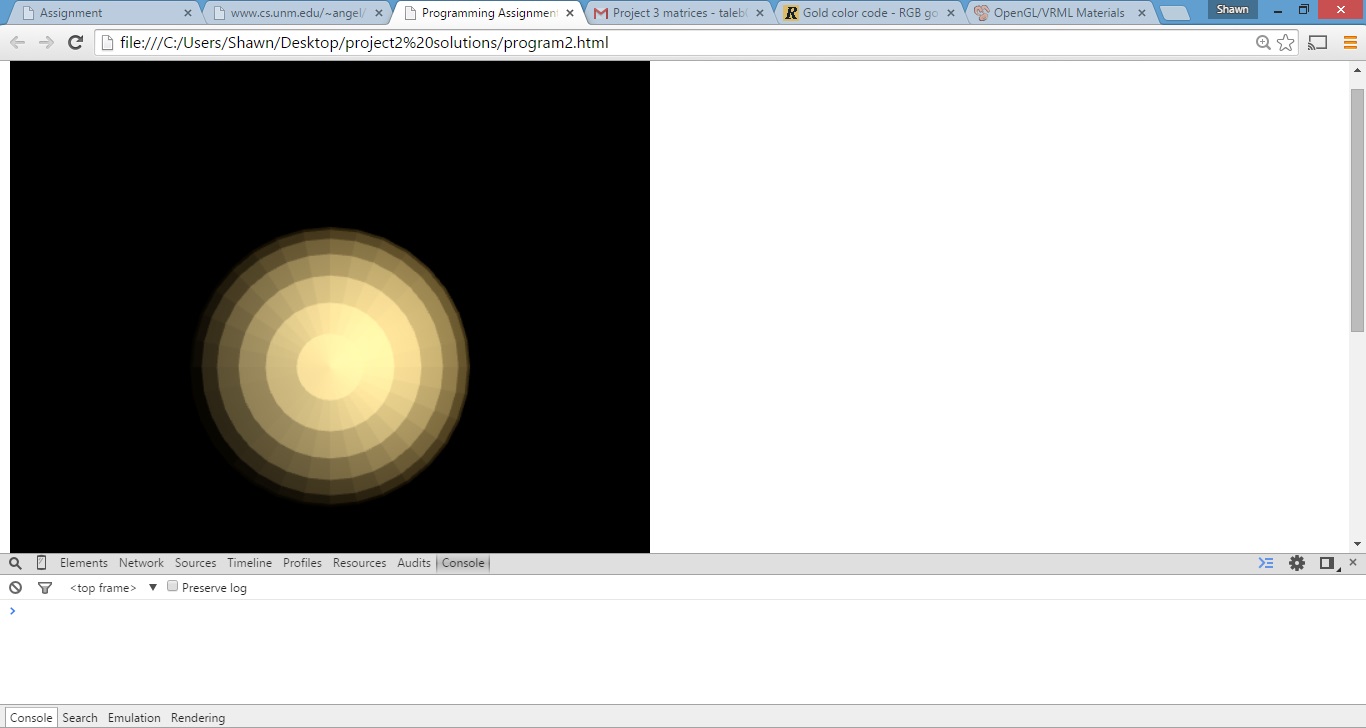 Assignment
www.cs.unm.edu/~angel/
Programming Assignmen
Project 3 matrices - taleb
Gold color code - RGB go
OpenGL/VRML Materials
Shawn
file:///C:/Users/Shawn/Desktop/project2%20solutions/program2.html
Elements Network Sources Timeline Profiles Resources Audits Console
<top frame> ▼ Preserve log
>
Console Search Emulation Rendering